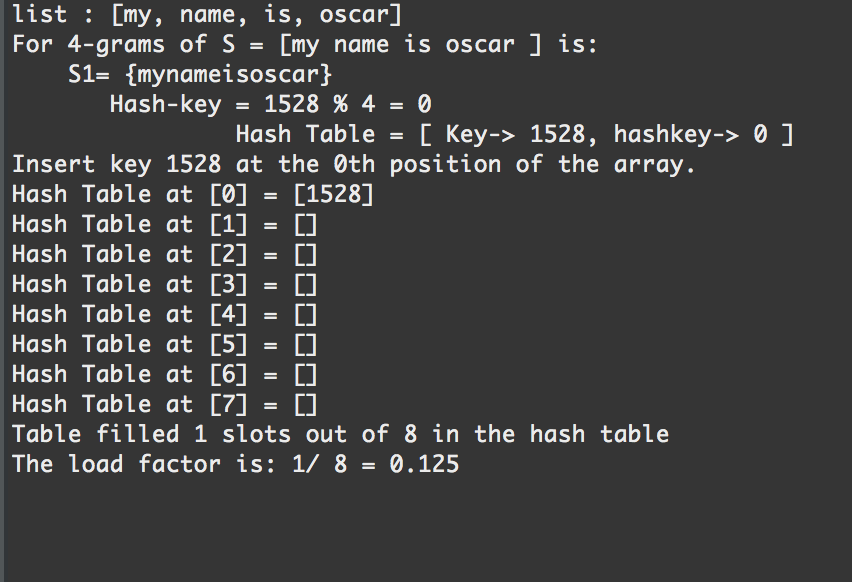 list : [my, name, is, oscar]
For 4-grams of S = [my name is oscar ] is:
S1= {mynameisoscar}
Hash-key = 1528 % 4 = 0
Hash Table = [ Key-> 1528, hashkey-> 0 ]
Insert key 1528 at the 0th position of the array.
Hash Table at [0] = [1528]
Hash Table at [1] = []
Hash Table at [2] = []
Hash Table at [3] = []
Hash Table at [4] = []
Hash Table at [5] = []
Hash Table at [6] = []
Hash Table at [7] = []
Table filled 1 slots out of 8 in the hash table
The load factor is: 1/ 8 = 0.125